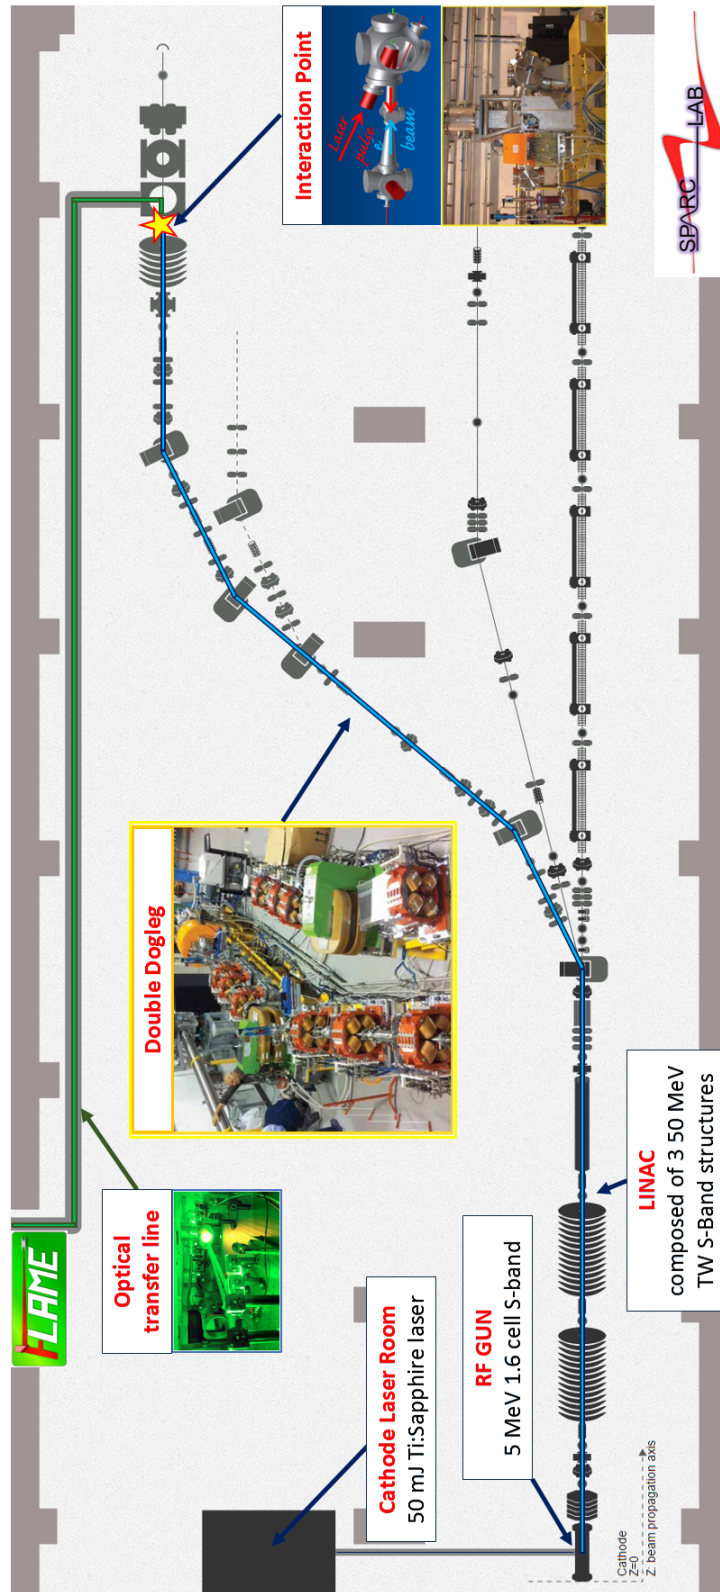 FLAME
Optical
transfer line
Cathode Laser Room
50 mJ Ti:Sapphire laser
RF GUN
5 MeV 1.6 cell S-band
Cathode
Z=0
Z: beam propagation axis
LINAC
composed of 3 50 MeV
TW S-Band structures
Double Dogleg
Interaction Point
Laser
pulse
e-
beam
SPARC LAB